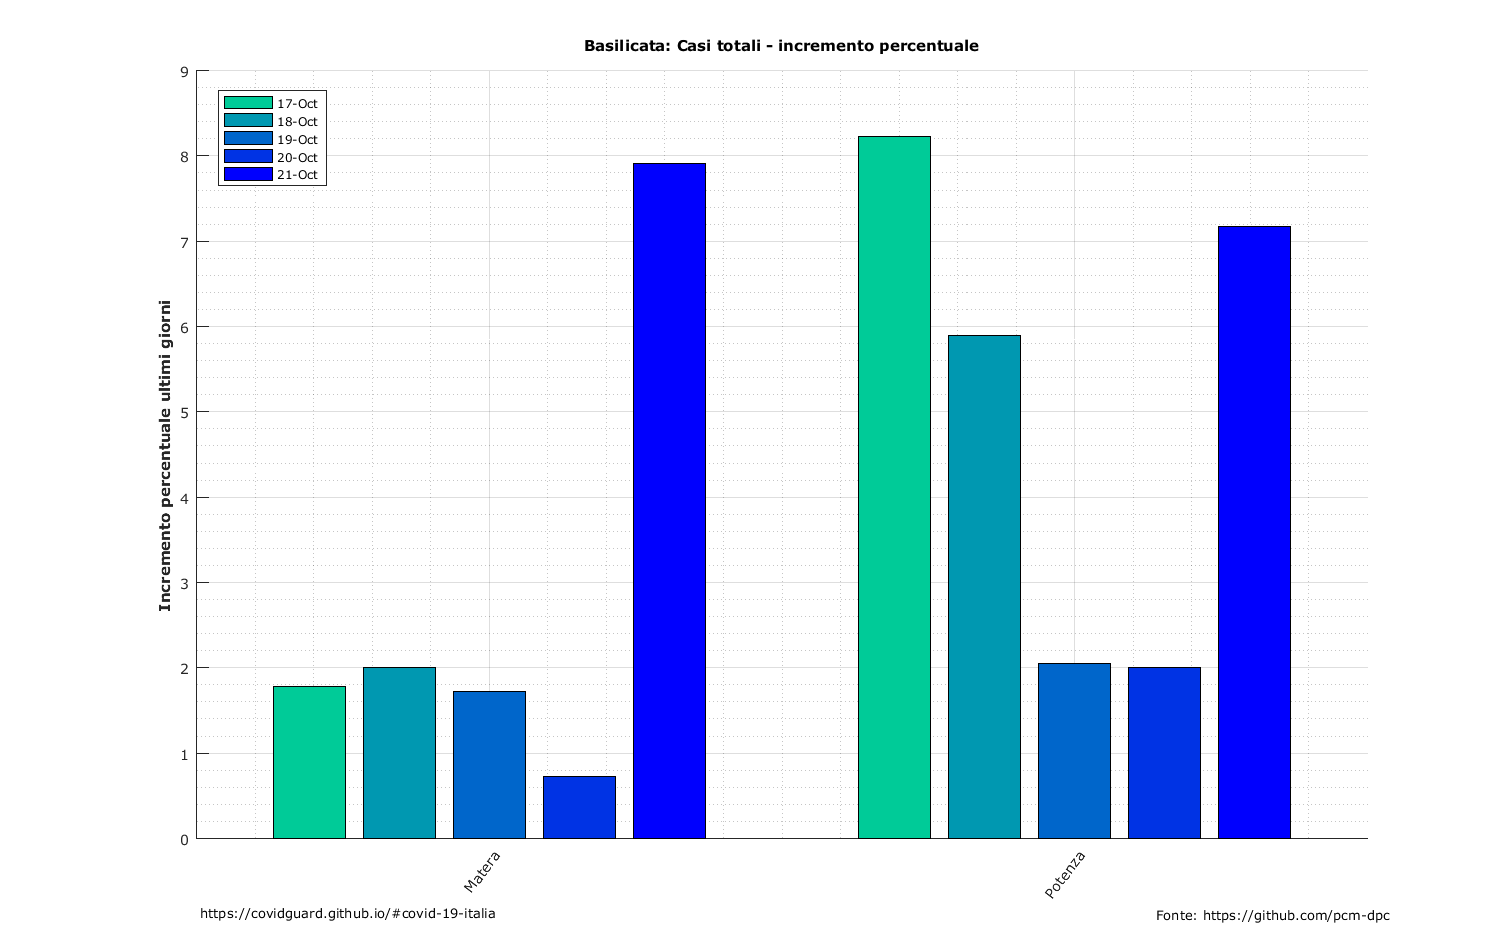 Basilicata: Casi totali - incremento percentuale
Incremento percentuale ultimi giorni
9
8
7
6
5
4
3
2
1
0
17-Oct
18-Oct
19-Oct
20-Oct
21-Oct
Matera
Potenza
https://covidguard.github.io/#covid-19-italia
Fonte: https://github.com/pcm-dpc